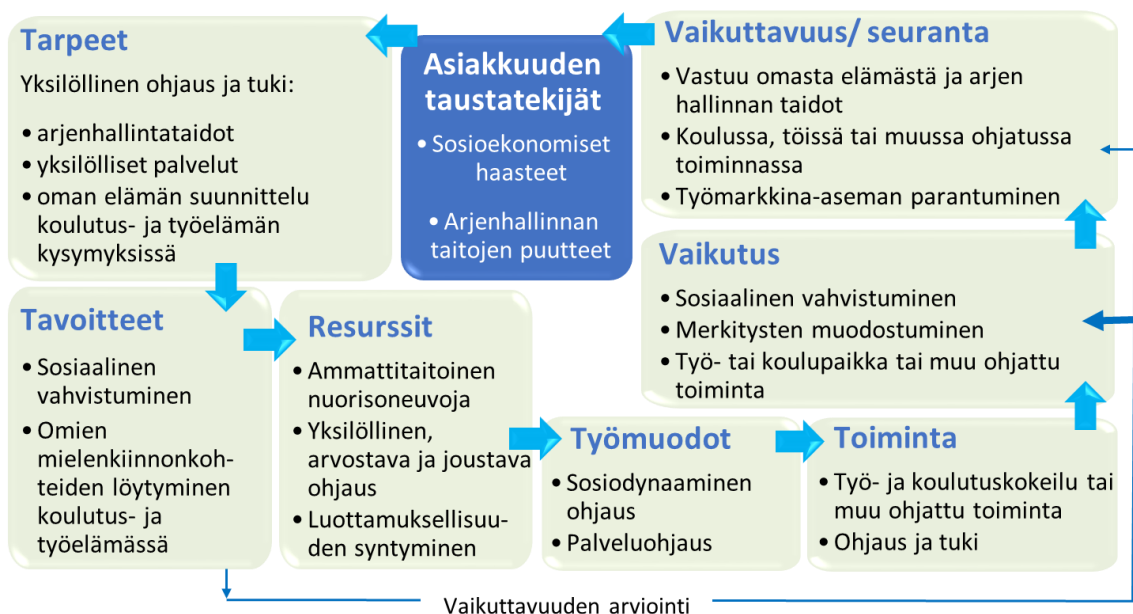 Tarpeet
Yksilöllinen ohjaus ja tuki:
• arjenhallintataidot
• yksilölliset palvelut
• oman elämän suunnittelu
koulutus- ja työelämän
kysymyksissä
Asiakkuuden
taustatekijät
• Sosioekonomiset
haasteet
• Arjenhallinnan
taitojen puutteet
Vaikuttavuus/ seuranta
• Vastuu omasta elämästä ja arjen
hallinnan taidot
• Koulussa, töissä tai muussa ohjatussa
toiminnassa
• Työmarkkina-aseman parantuminen
Vaikutus
• Sosiaalinen vahvistuminen
• Merkitysten muodostuminen
• Työ- tai koulupaikka tai muu ohjattu
toiminta
Tavoitteet
• Sosiaalinen
vahvistuminen
• Omien
mielenkiinnonkoh-
teiden löytyminen
koulutus- ja
työelämässä
Resurssit
• Ammattitaitoinen
nuorisoneuvoja
• Yksilöllinen,
arvostava ja joustava
ohjaus
• Luottamuksellisuu-
den syntyminen
Työmuodot
• Sosiodynaaminen
ohjaus
• Palveluohjaus
Toiminta
• Työ- ja koulutuskokeilu tai
muu ohjattu toiminta
• Ohjaus ja tuki
Vaikuttavuuden arviointi